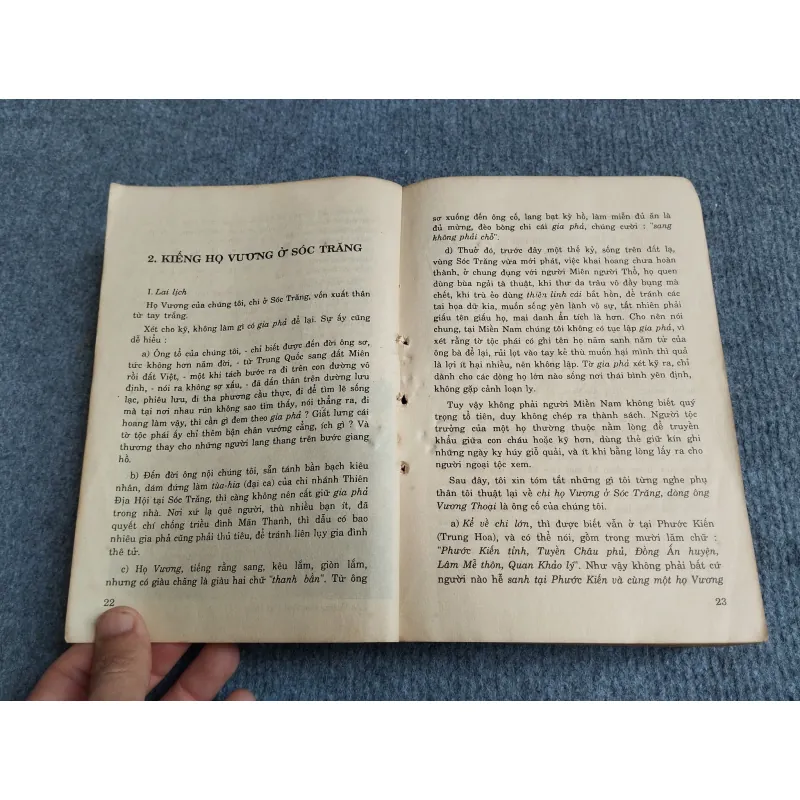 2. KIẾNG HỌ VƯƠNG Ở SÓC TRĂNG
1. Lai lịch
Họ Vương của chúng tôi, chi ở Sóc Trăng, vốn xuất thân
từ tay trắng.
Xét cho kỹ, không làm gì có gia phả để lại. Sự ấy cũng
dễ hiểu :
a) Ông tổ của chúng tôi, - chỉ biết được đến đời ông sơ,
tức không hơn năm đời, - từ Trung Quốc sang đất Miên
rồi đất Việt, - một khi tách bước ra đi trên con đường vô
định, - nói ra không sợ xấu, - đã dấn thân trên đường lưu
lạc, phiêu lưu, đi tha phương cầu thực, đi để tìm lẽ sống
mà tại nơi nhau rún không sao tìm thấy, nói thẳng ra, đi
hoang làm vậy, thì cần gì đem theo gia phả ? Giắt lưng cái
tờ tộc phái ấy chỉ thêm bận chân vướng cẳng, ích gì ? Và
thương thay cho những người lang thang trên bước giang
hồ.
b) Đến đời ông nội chúng tôi, sẵn tánh bần bạch kiêu
nhân, dám đứng làm tùa-hia (đại ca) của chi nhánh Thiên
Địa Hội tại Sóc Trăng, thì càng không nên cất giữ gia phả
Nơi xứ lạ quê người, thù nhiều bạn ít, đã
trong nhà.
quyết chí chống triều đình Mãn Thanh, thì dẫu có bao
nhiêu gia phả cũng phải thủ tiêu, để tránh liên lụy gia đình
thê tử.
c) Họ Vương, tiếng rằng sang, kêu lắm, giòn lắm,
nhưng có giàu chăng là giàu hai chữ "thanh bần". Từ ông
22
sơ xuống đến ông cố, lang bạt kỳ hồ, làm miễn đủ ăn là
đủ mừng, đèo bòng chi cái gia phả, chúng cười : "sang
không phải chỗ".
d) Thuở đó, trước đây một thế kỷ, sống trên đất lạ,
vùng Sóc Trăng vừa mới phát, việc khai hoang chưa hoàn
thành, ở chung đụng với người Miên người Thổ, họ quen
dùng bùa ngải tà thuật, khi thư da trâu vô đầy bụng mà
chết, khi trù ẻo dùng thiên linh cái bắt hồn, dễ tránh các
tai họa dữ kia, muốn sống yên lành vô sự, tất nhiên phải
giấu tên giấu họ, mai danh ẩn tích là hơn. Cho nên nói
chung, tại Miền Nam chúng tôi không có tục lập gia phả, vì
xét rằng tờ tộc phái có ghi tên họ năm sanh năm tử của
ông bà để lại, rủi lọt vào tay kẻ thù muốn hại mình thì quả
là lợi ít hại nhiều, nên không lập. Tờ gia phả xét kỹ ra, chỉ
dành cho các dòng họ lớn nào sống nơi thái bình yên định,
không gặp cảnh loạn ly.
Tuy vậy không phải người Miền Nam không biết quý
trọng tổ tiên, duy không chép ra thành sách. Người tộc
trưởng của một họ thường thuộc nằm lòng để truyền
khẩu giữa con cháu hoặc kỹ hơn, dùng thẻ giữ kín ghi
những ngày kỵ húy giỗ quải, và ít khi bằng lòng lấy ra cho
người ngoại tộc xem.
Sau đây, tôi xin tóm tắt những gì tôi từng nghe phụ
thân tôi thuật lại về chi họ Vương ở Sóc Trăng, dòng ông
Vương Thoại là ông cố của chúng tôi.
a) Kể về chi lớn, thì được biết vẫn ở tại Phước Kiến
(Trung Hoa), và có thể nói, gồm trong mười lăm chữ :
"Phước Kiến tỉnh, Tuyền Châu phủ, Đồng Ấn huyện,
Lâm Mề thôn, Quan Khảo lý". Như vậy không phải bất cứ
người nào hễ sanh tại Phước Kiến và cùng một họ Vương
23